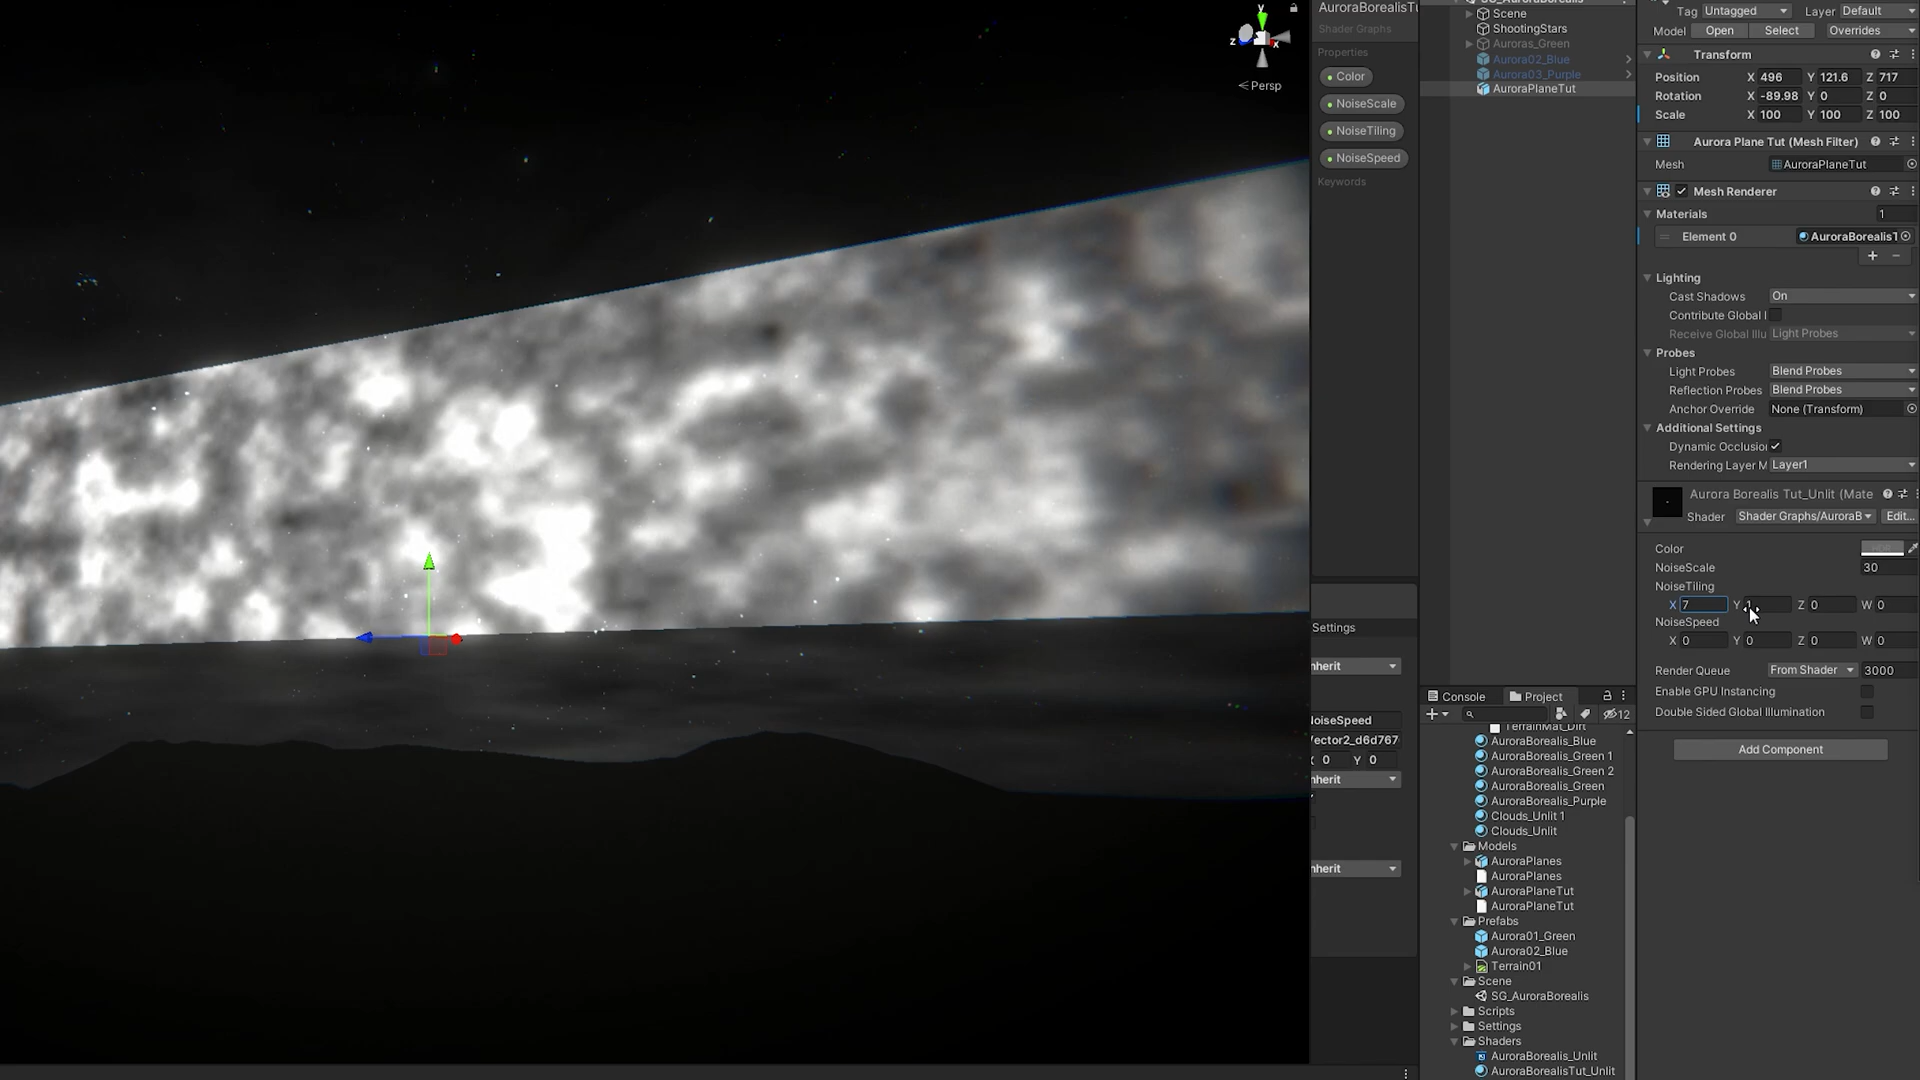 y
z
x
Persp
AuroraBorealisTu
Shader Graphs
Properties
Color
NoiseScale
NoiseTiling
NoiseSpeed
Keywords
Settings
nherit
NoiseSpeed
Vector2_d6d767
X 0 Y 0
nherit
nherit
SG_AuroraBorealis
Scene
ShootingStars
Auroras_Green
Aurora02_Blue
Aurora03_Purple
AuroraPlaneTut
Console
Project
12
TerrainMat_Dirt
AuroraBorealis_Blue
AuroraBorealis_Green 1
AuroraBorealis_Green 2
AuroraBorealis_Green
AuroraBorealis_Purple
Clouds_Unlit 1
Clouds_Unlit
Models
AuroraPlanes
AuroraPlanes
AuroraPlaneTut
AuroraPlaneTut
Prefabs
Aurora01_Green
Aurora02_Blue
Terrain01
Scene
SG_AuroraBorealis
Scripts
Settings
Shaders
AuroraBorealis_Unlit
AuroraBorealisTut_Unlit
Tag Untagged Layer Default
Model Open Select Overrides
Transform
Position X 496 Y 121.6 Z 717
Rotation X -89.98 Y 0 Z 0
Scale X 100 Y 100 Z 100
Aurora Plane Tut (Mesh Filter)
Mesh AuroraPlaneTut
Mesh Renderer
Materials 1
Element 0 AuroraBorealisT
Lighting
Cast Shadows On
Contribute Global I
Receive Global Illu Light Probes
Probes
Light Probes Blend Probes
Reflection Probes Blend Probes
Anchor Override None (Transform)
Additional Settings
Dynamic Occlusion
Rendering Layer M Layer1
Aurora Borealis Tut_Unlit (Mate
Shader Shader Graphs/AuroraB Edit...
Color HDR
NoiseScale 30
NoiseTiling
X 7 Y 1 Z 0 W 0
NoiseSpeed
X 0 Y 0 Z 0 W 0
Render Queue From Shader 3000
Enable GPU Instancing
Double Sided Global Illumination
Add Component